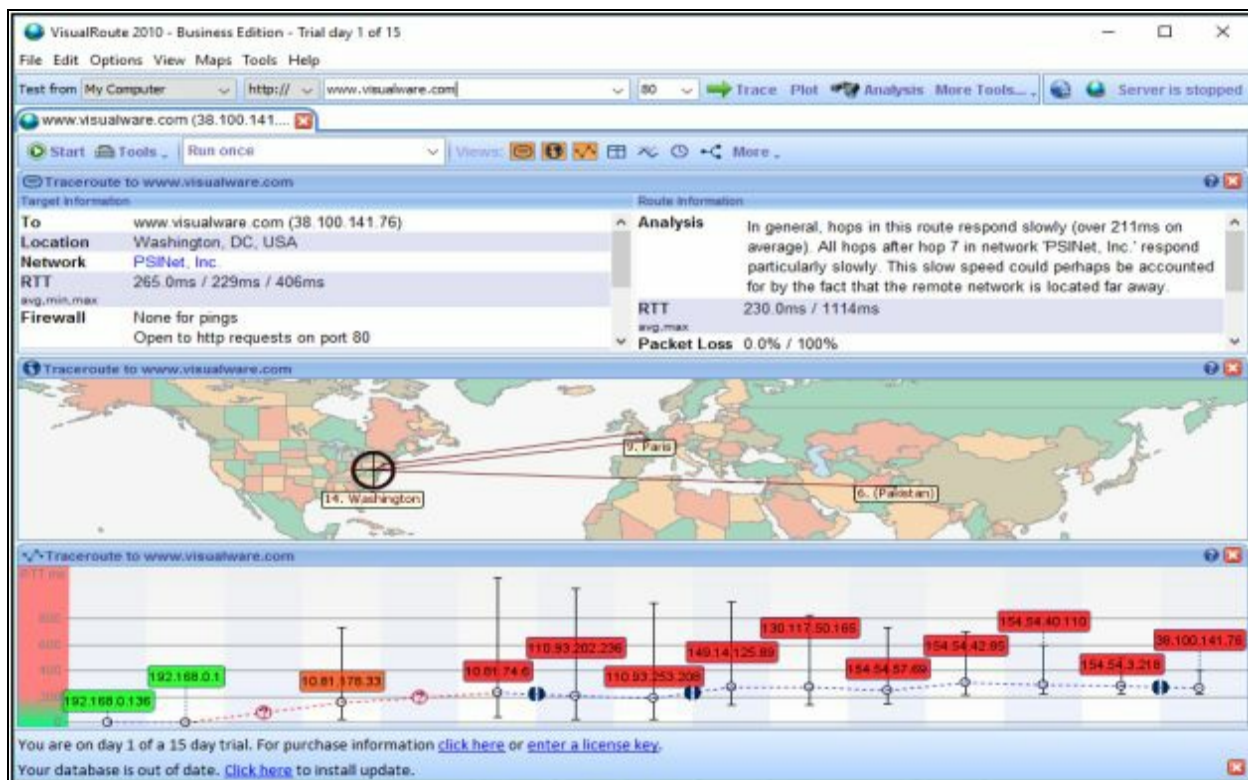 VisualRoute 2010 - Business Edition - Trial day 1 of 15
File Edit Options View Maps Tools Help
Test from My Computer http:// www.visualware.com 80 Trace Plot Analysis More Tools... Server is stopped
www.visualware.com (38.100.141....
Start Tools Run once Views: More
Traceroute to www.visualware.com
Target Information Route Information
To www.visualware.com (38.100.141.76)
Location Washington, DC, USA
Network PSINet, Inc.
RTT 265.0ms / 229ms / 406ms
avg,min,max
Firewall None for pings
Open to http requests on port 80
Analysis In general, hops in this route respond slowly (over 211ms on
average). All hops after hop 7 in network 'PSINet, Inc.' respond
particularly slowly. This slow speed could perhaps be accounted
for by the fact that the remote network is located far away.
RTT 230.0ms / 1114ms
avg,max
Packet Loss 0.0% / 100%
Traceroute to www.visualware.com
9. Paris
14. Washington
6. (Pakistan)
Traceroute to www.visualware.com
800
600
400
200
0
192.168.0.136
192.168.0.1
10.81.178.33
10.81.74.6
110.93.202.236
110.93.253.208
149.14.125.89
130.117.50.165
154.54.57.69
154.54.42.85
154.54.40.110
154.54.3.218
38.100.141.76
You are on day 1 of a 15 day trial. For purchase information click here or enter a license key.
Your database is out of date. Click here to install update.